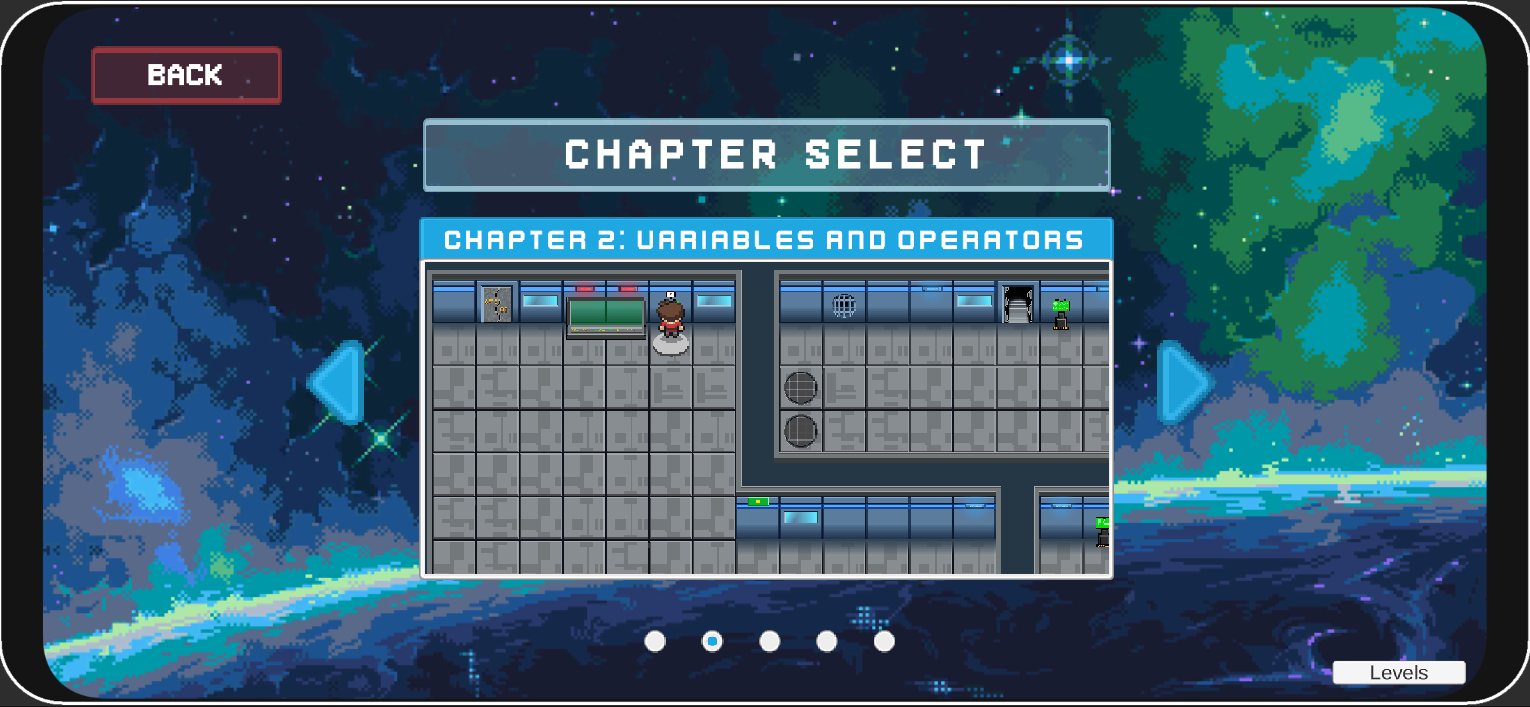 BACK
CHAPTER SELECT
CHAPTER 2: VARIABLES AND OPERATORS
Levels